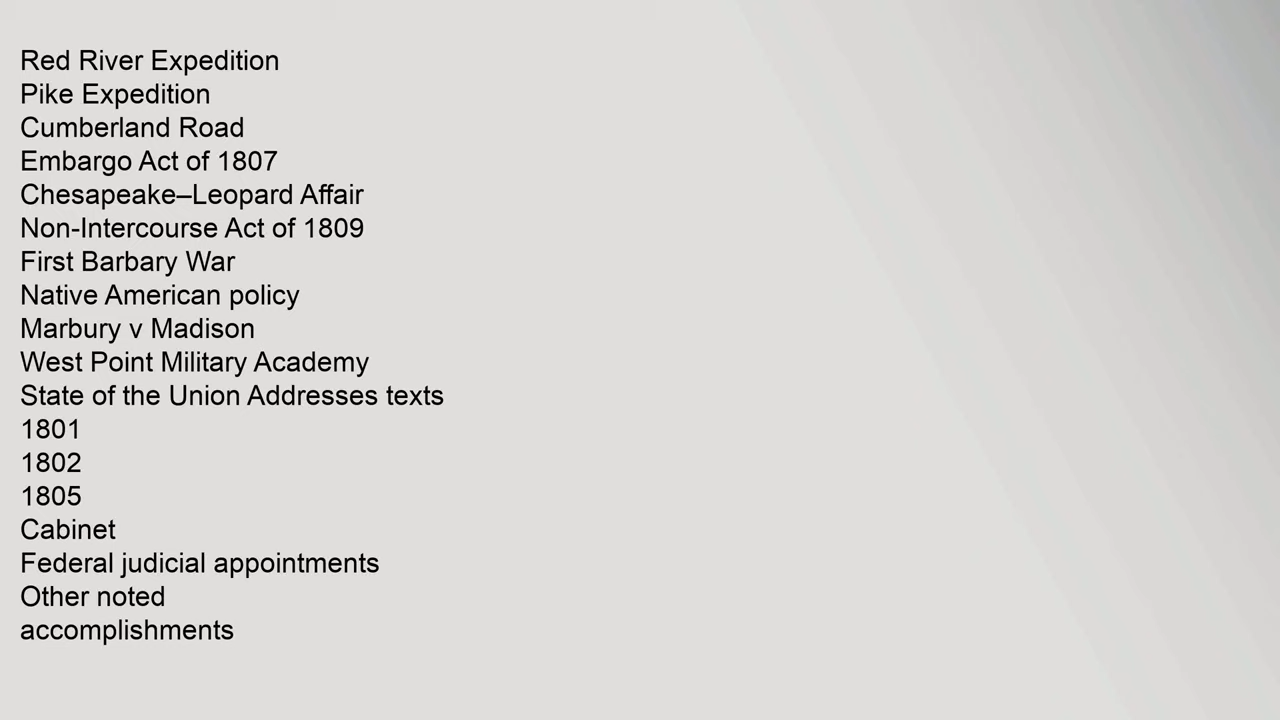 Red River Expedition
Pike Expedition
Cumberland Road
Embargo Act of 1807
Chesapeake–Leopard Affair
Non-Intercourse Act of 1809
First Barbary War
Native American policy
Marbury v Madison
West Point Military Academy
State of the Union Addresses texts
1801
1802
1805
Cabinet
Federal judicial appointments
Other noted
accomplishments